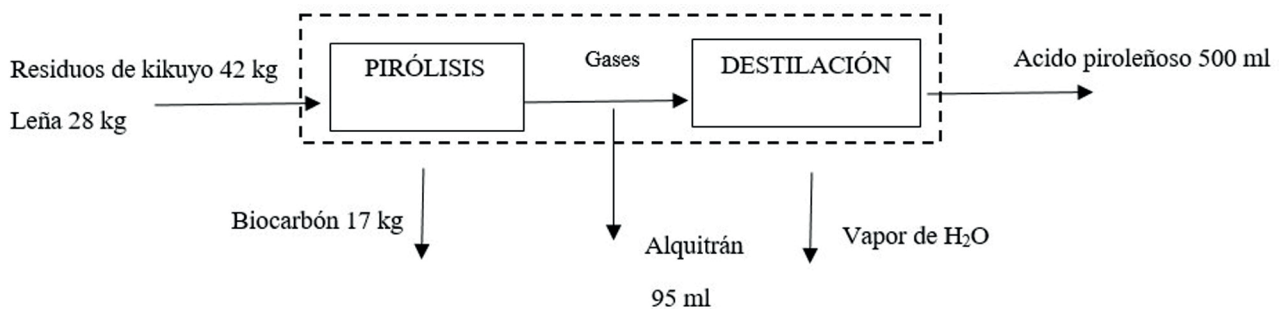 Residuos de kikuyo 42 kg
Leña 28 kg
PIRÓLISIS
Gases
DESTILACIÓN
Acido piroleñoso 500 ml
Biocarbón 17 kg
Alquitrán
95 ml
Vapor de H₂O